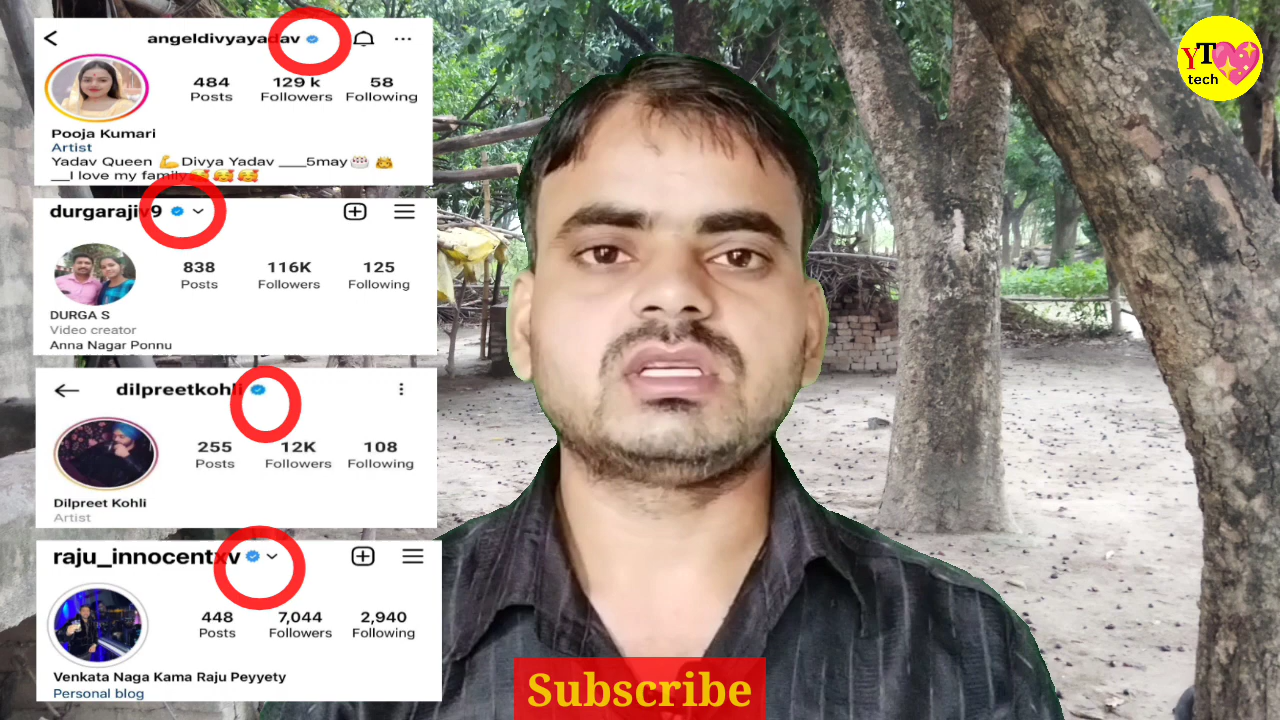 angeldivyayadav
484 129 k 58
Posts Followers Following
Pooja Kumari
Artist
Yadav Queen 💪Divya Yadav ___5may🎂 👸
__I love my family🥰🥰🥰
durgarajiv9
838 116K 125
Posts Followers Following
DURGA S
Video creator
Anna Nagar Ponnu
dilpreetkohli
255 12K 108
Posts Followers Following
Dilpreet Kohli
Artist
raju_innocentxv
448 7,044 2,940
Posts Followers Following
Venkata Naga Kama Raju Peyyety
Personal blog
YT
tech
Subscribe